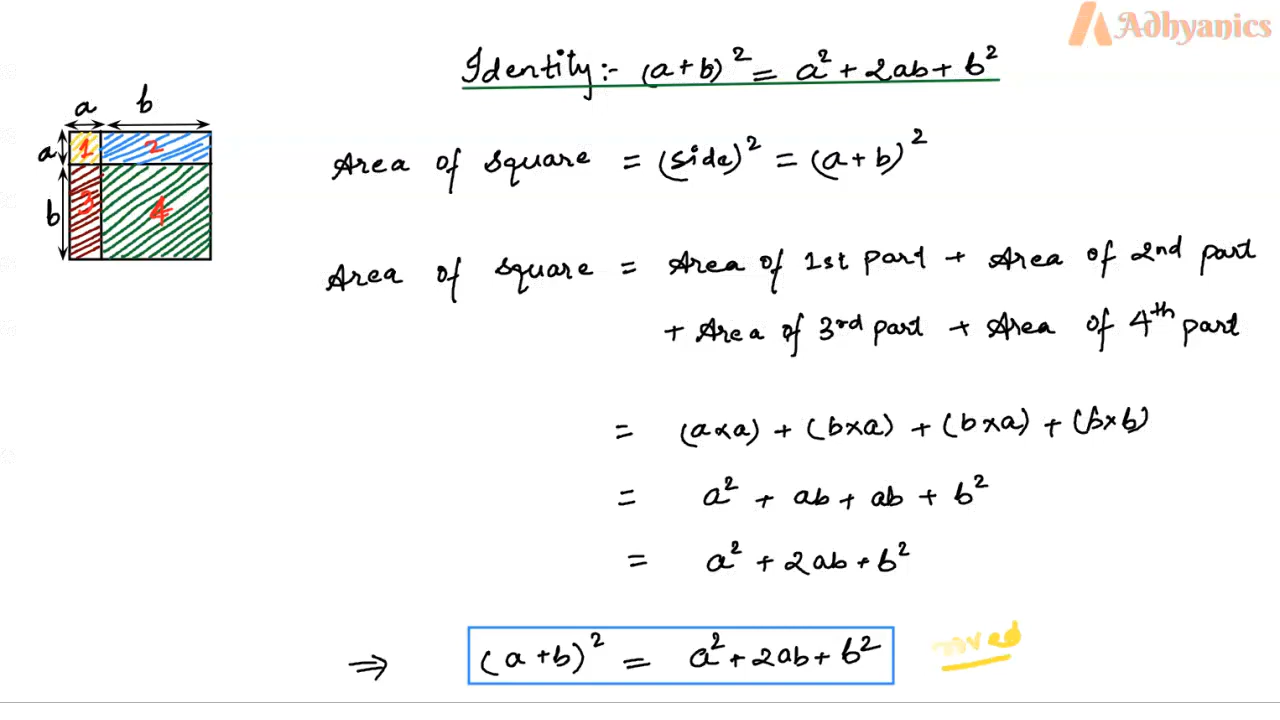 Adhyanics
Identity:- (a+b)² = a²+2ab+b²
a b
a 1 2
b 3 4
Area of square = (side)² = (a+b)²
Area of square = Area of 1st part + Area of 2nd part
+ Area of 3rd part + Area of 4th part
= (a×a) + (b×a) + (b×a) + (b×b)
= a² + ab + ab + b²
= a² + 2ab + b²
⇒ (a+b)² = a²+2ab+b²